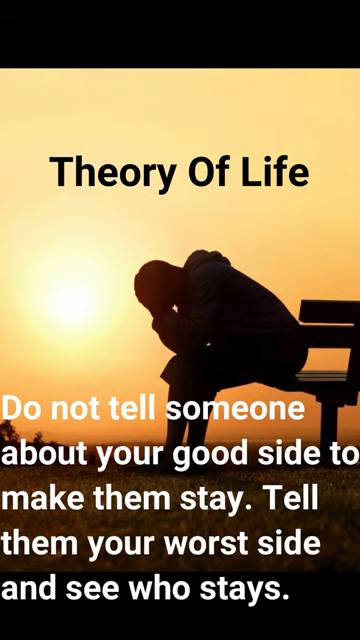 Theory Of Life
Do not tell someone
about your good side to
make them stay. Tell
them your worst side
and see who stays.